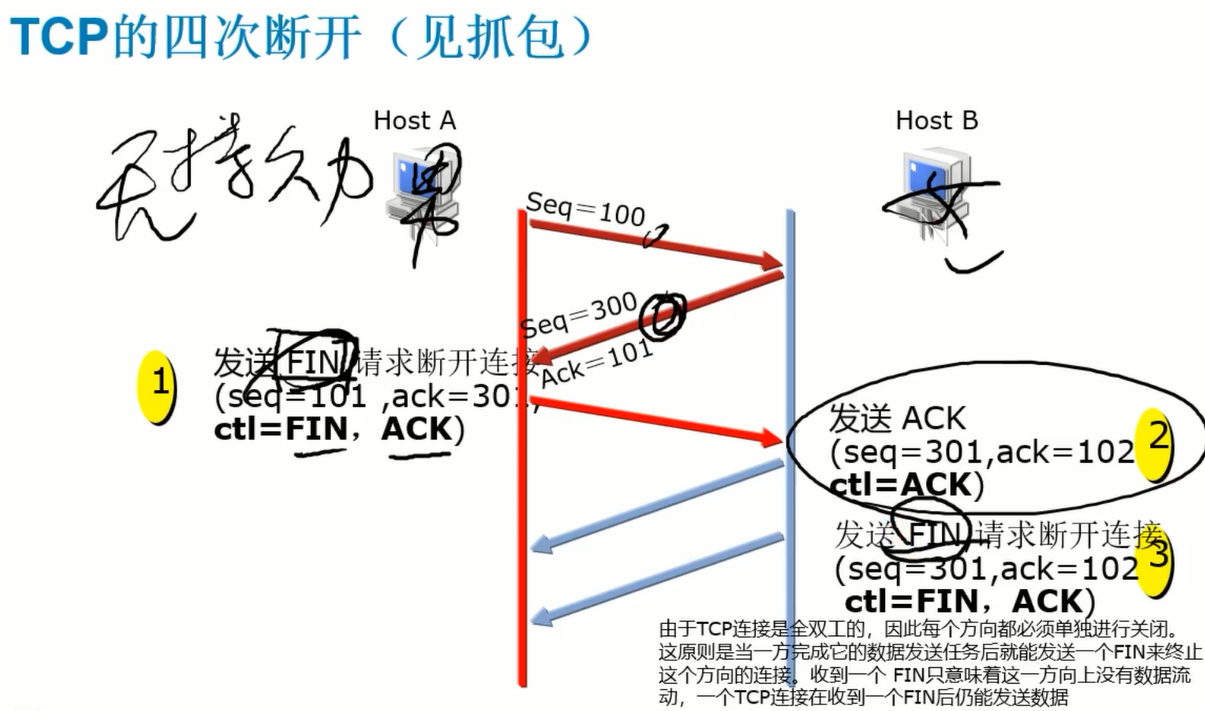 TCP的四次断开（见抓包）
Host A
Host B
无持久力
男
女
Seq=100
Seq=300
Ack=101
1
发送 FIN 请求断开连接
(seq=101 ,ack=301,
ctl=FIN，ACK)
发送 ACK
(seq=301,ack=102
ctl=ACK)
2
发送 FIN 请求断开连接
(seq=301,ack=102
ctl=FIN，ACK)
3
由于TCP连接是全双工的，因此每个方向都必须单独进行关闭。
这原则是当一方完成它的数据发送任务后就能发送一个FIN来终止
这个方向的连接。收到一个 FIN只意味着这一方向上没有数据流
动，一个TCP连接在收到一个FIN后仍能发送数据